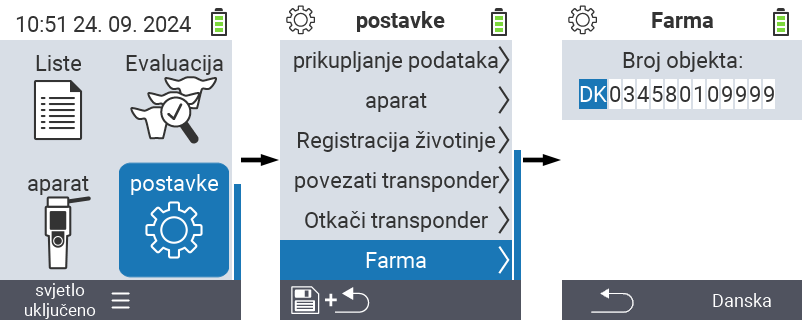 10:51 24. 09. 2024
Liste
Evaluacija
aparat
postavke
svjetlo
uključeno
postavke
prikupljanje podataka
aparat
Registracija životinje
povezati transponder
Otkači transponder
Farma
Farma
Broj objekta:
DK034580109999
Danska